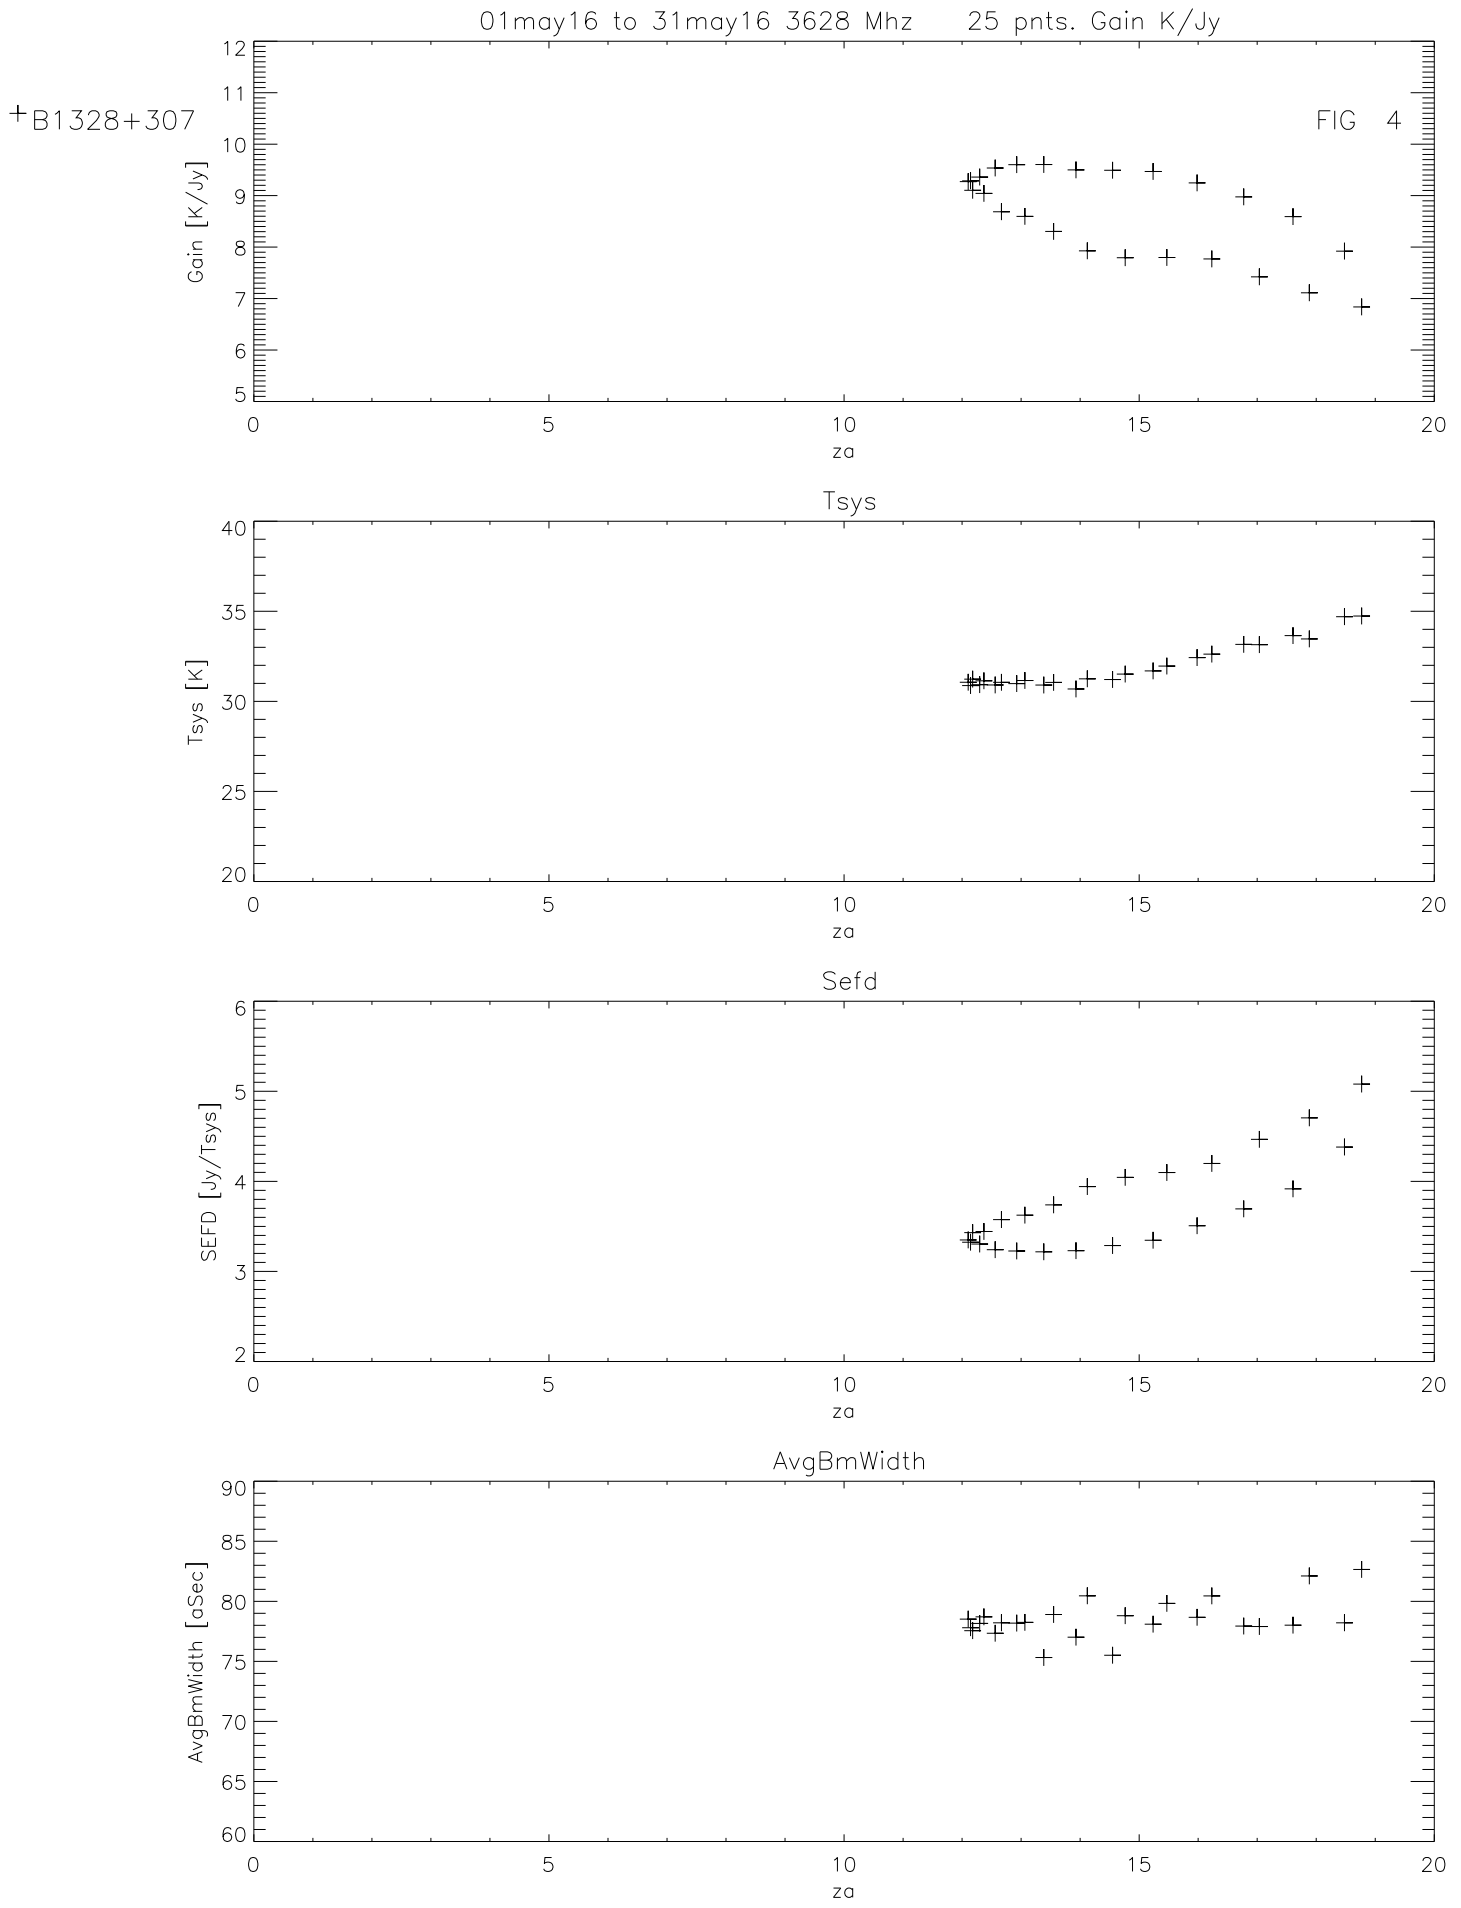 01may16 to 31may16 3628 Mhz 25 pnts. Gain K/Jy
+B1328+307
FIG 4
Gain [K/Jy]
12
11
10
9
8
7
6
5
0 5 10 15 20
za
Tsys
Tsys [K]
40
35
30
25
20
0 5 10 15 20
za
Sefd
SEFD [Jy/Tsys]
6
5
4
3
2
0 5 10 15 20
za
AvgBmWidth
AvgBmWidth [aSec]
90
85
80
75
70
65
60
0 5 10 15 20
za